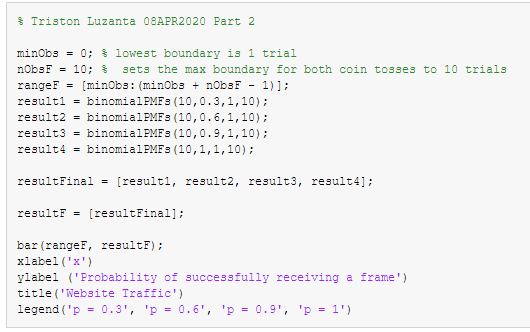 % Triston Luzanta 08APR2020 Part 2
minObs = 0; % lowest boundary is 1 trial
nObsF = 10; %  sets the max boundary for both coin tosses to 10 trials
rangeF = [minObs:(minObs + nObsF - 1)];
result1 = binomialPMFs(10,0.3,1,10);
result2 = binomialPMFs(10,0.6,1,10);
result3 = binomialPMFs(10,0.9,1,10);
result4 = binomialPMFs(10,1,1,10);
resultFinal = [result1, result2, result3, result4];
resultF = [resultFinal];
bar(rangeF, resultF);
xlabel('x')
ylabel ('Probability of successfully receiving a frame')
title('Website Traffic')
legend('p = 0.3', 'p = 0.6', 'p = 0.9', 'p = 1')